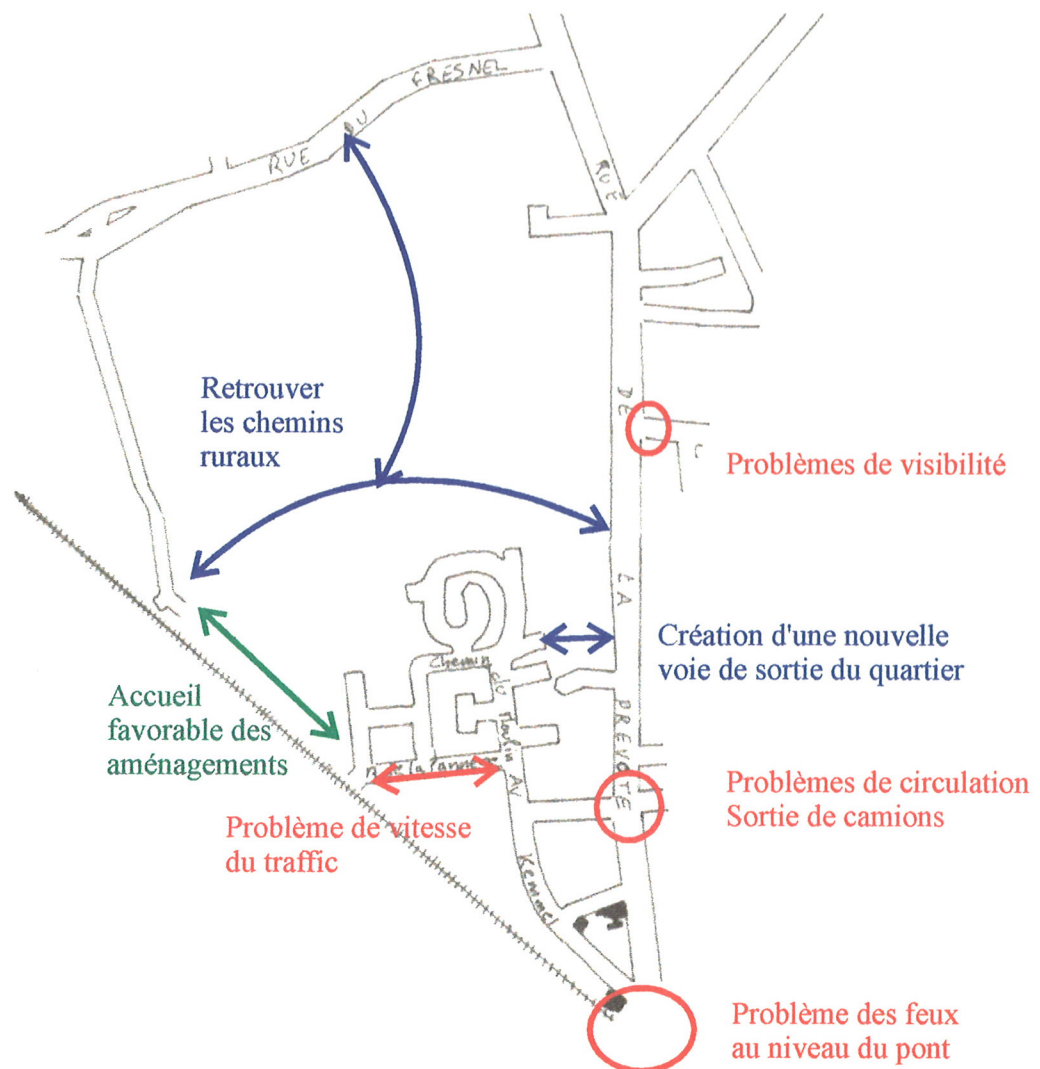 RUE DU FRESNEL
RUE DE LA PREVOTE
Retrouver
les chemins
ruraux
Problèmes de visibilité
Création d'une nouvelle
voie de sortie du quartier
Chemin du Moulin
Accueil
favorable des
aménagements
AV Kemmel
Problèmes de circulation
Sortie de camions
Problème de vitesse
du traffic
Problème des feux
au niveau du pont